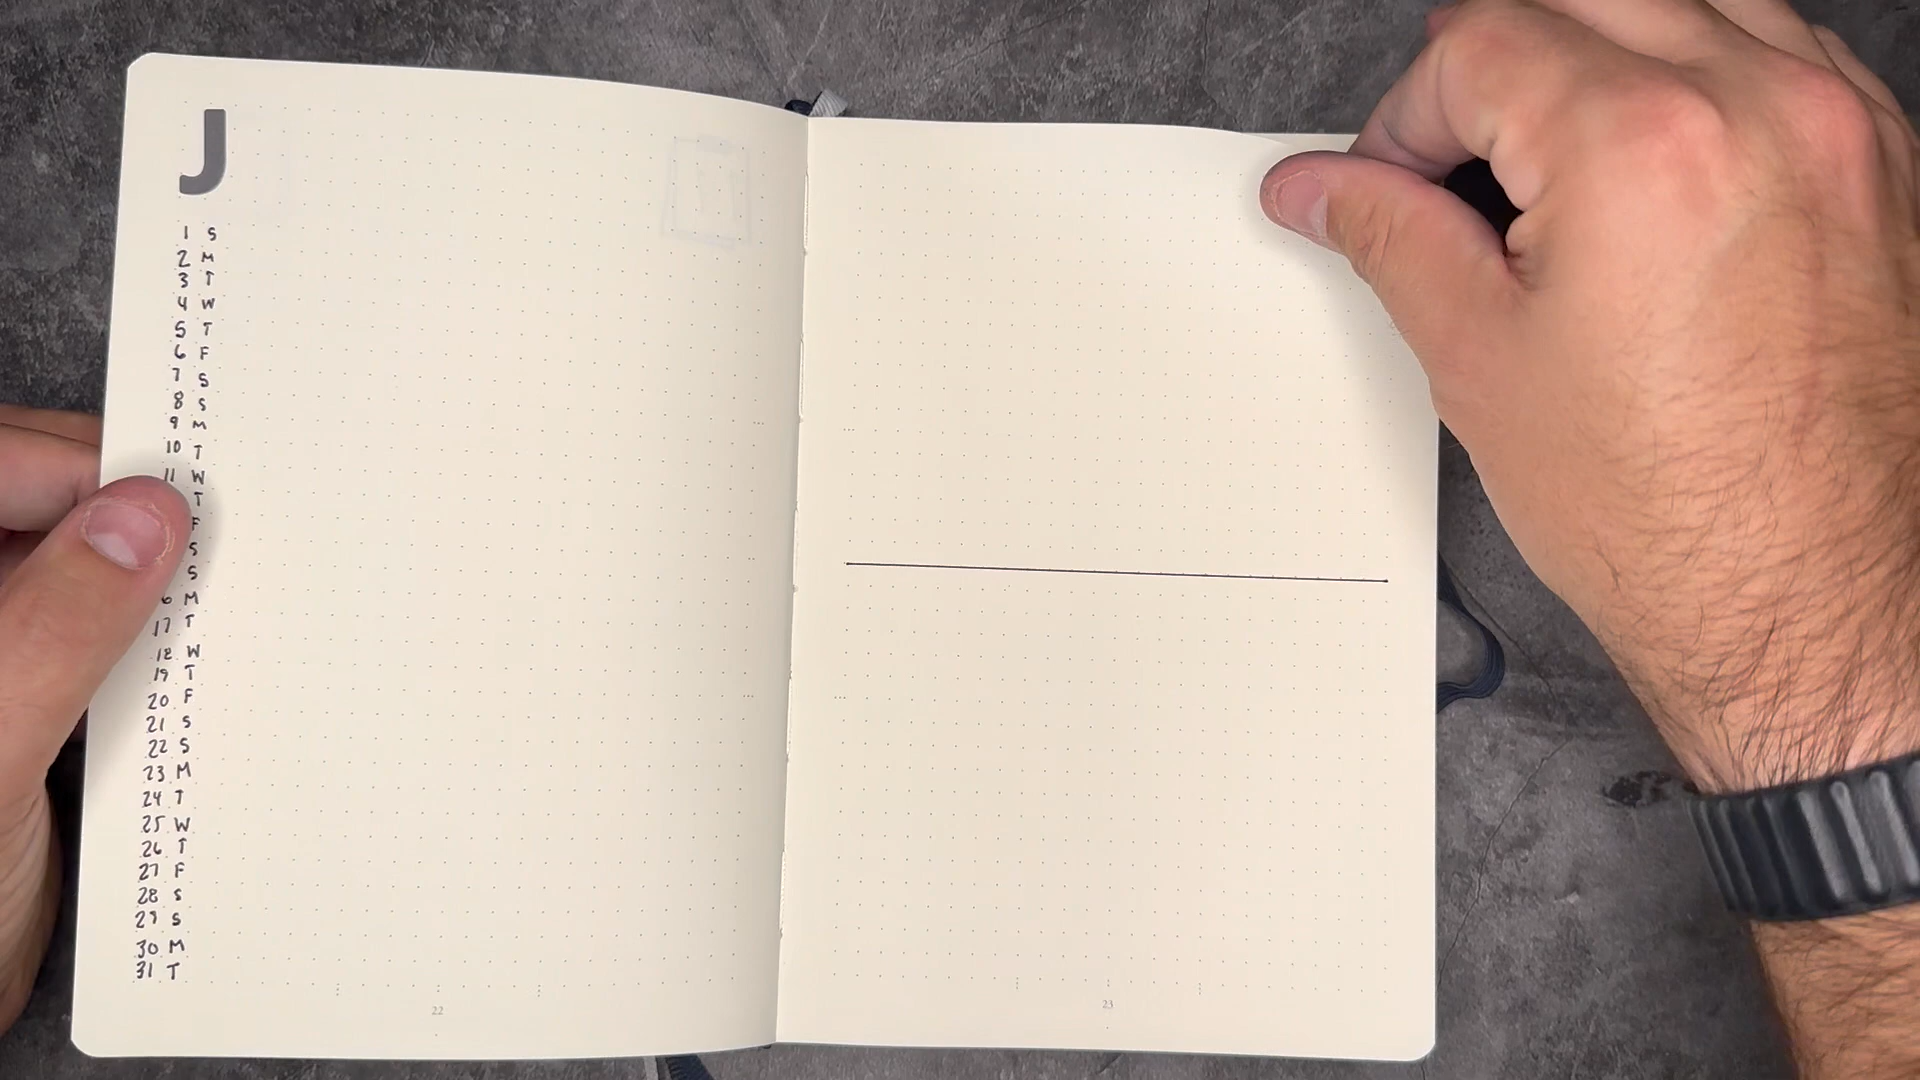 J
1 S
2 M
3 T
4 W
5 T
6 F
7 S
8 S
9 M
10 T
11 W
T
F
S
S
6 M
17 T
18 W
19 T
20 F
21 S
22 S
23 M
24 T
25 W
26 T
27 F
28 S
29 S
30 M
31 T
22
23